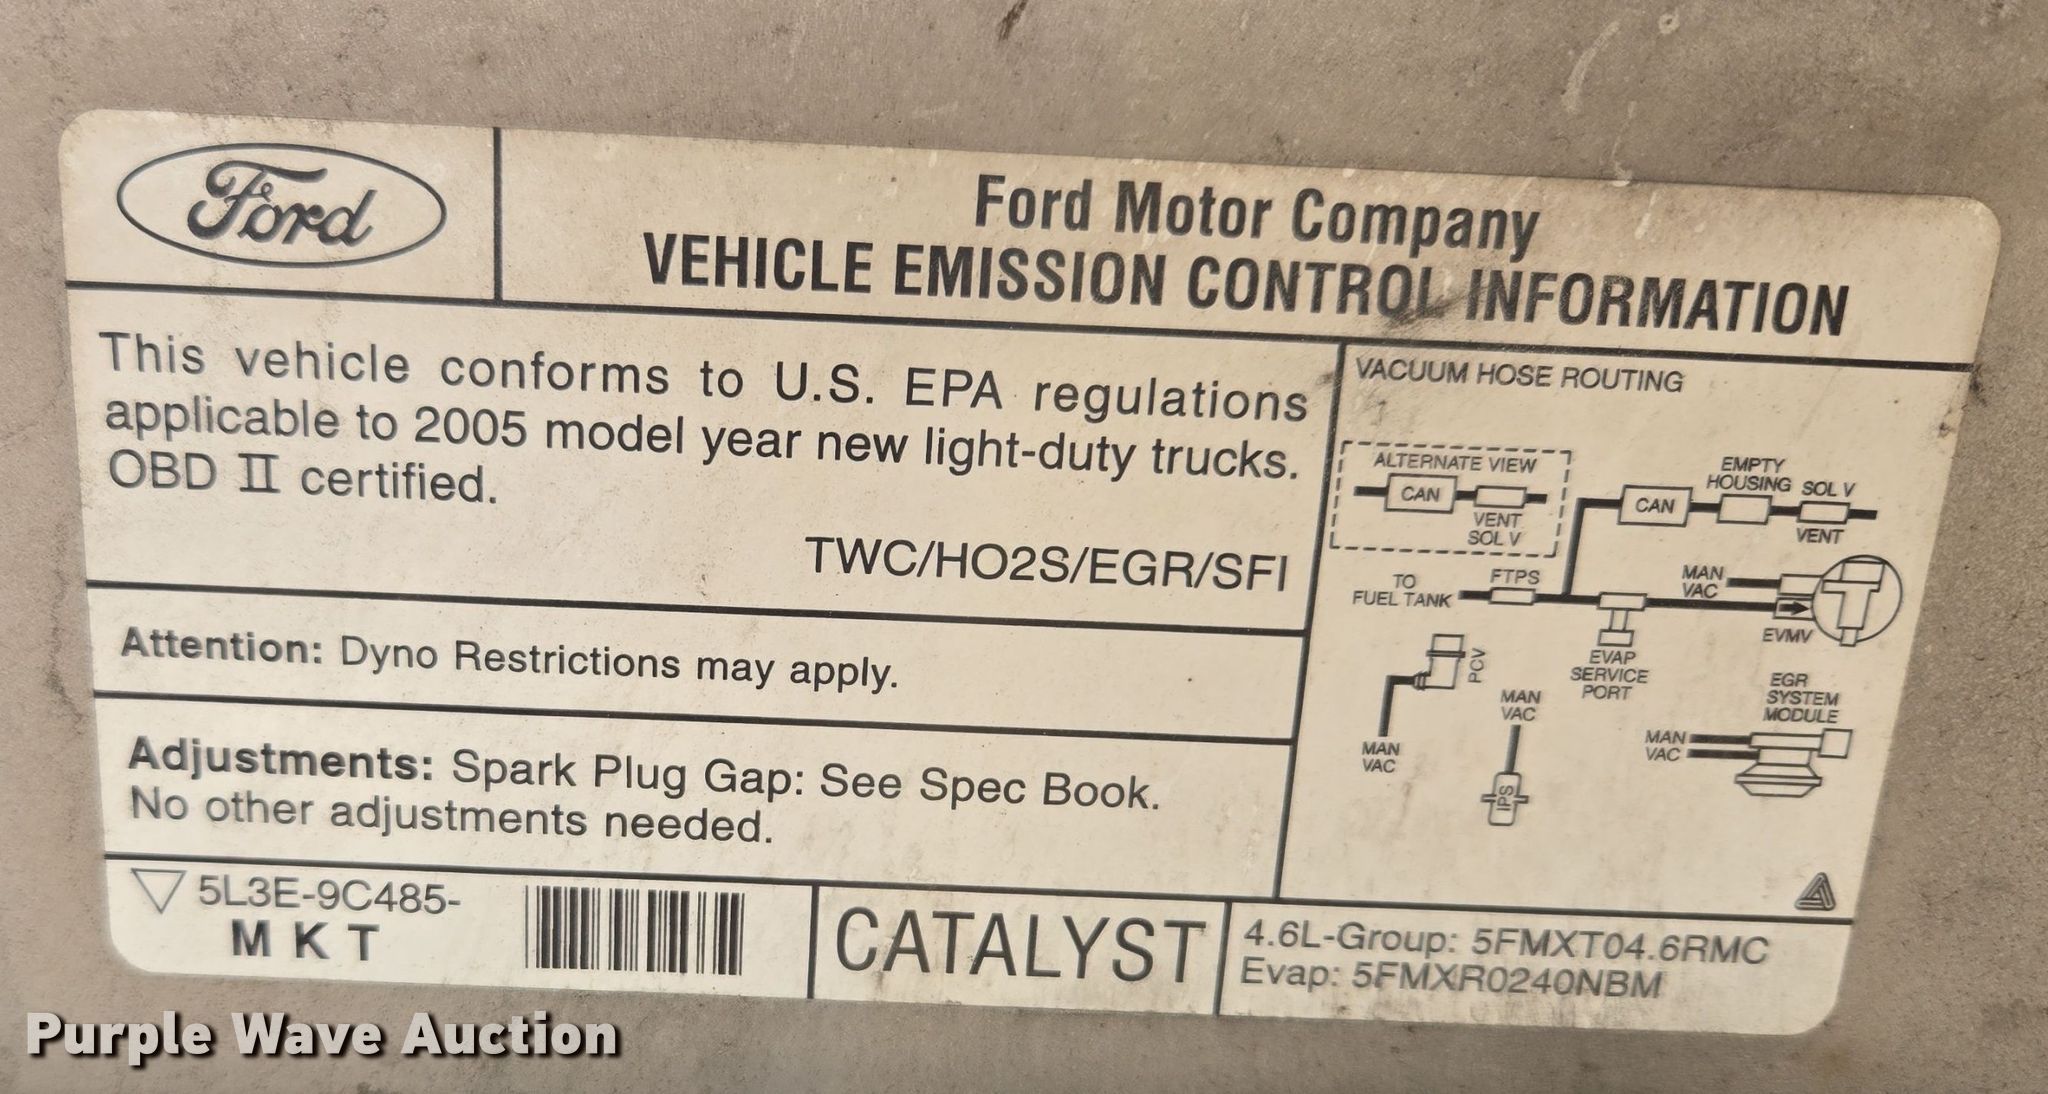 Ford
Ford Motor Company
VEHICLE EMISSION CONTROL INFORMATION
This vehicle conforms to U.S. EPA regulations
applicable to 2005 model year new light-duty trucks.
OBD II certified.
TWC/HO2S/EGR/SFI
Attention: Dyno Restrictions may apply.
Adjustments: Spark Plug Gap: See Spec Book.
No other adjustments needed.
VACUUM HOSE ROUTING
ALTERNATE VIEW
CAN
VENT
SOL V
EMPTY
HOUSING
SOL V
CAN
VENT
TO
FUEL TANK
FTPS
MAN
VAC
EVMV
EVAP
SERVICE
PORT
PCV
MAN
VAC
MAN
VAC
IPS
EGR
SYSTEM
MODULE
MAN
VAC
5L3E-9C485-
M K T
CATALYST
4.6L-Group: 5FMXT04.6RMC
Evap: 5FMXR0240NBM
Purple Wave Auction